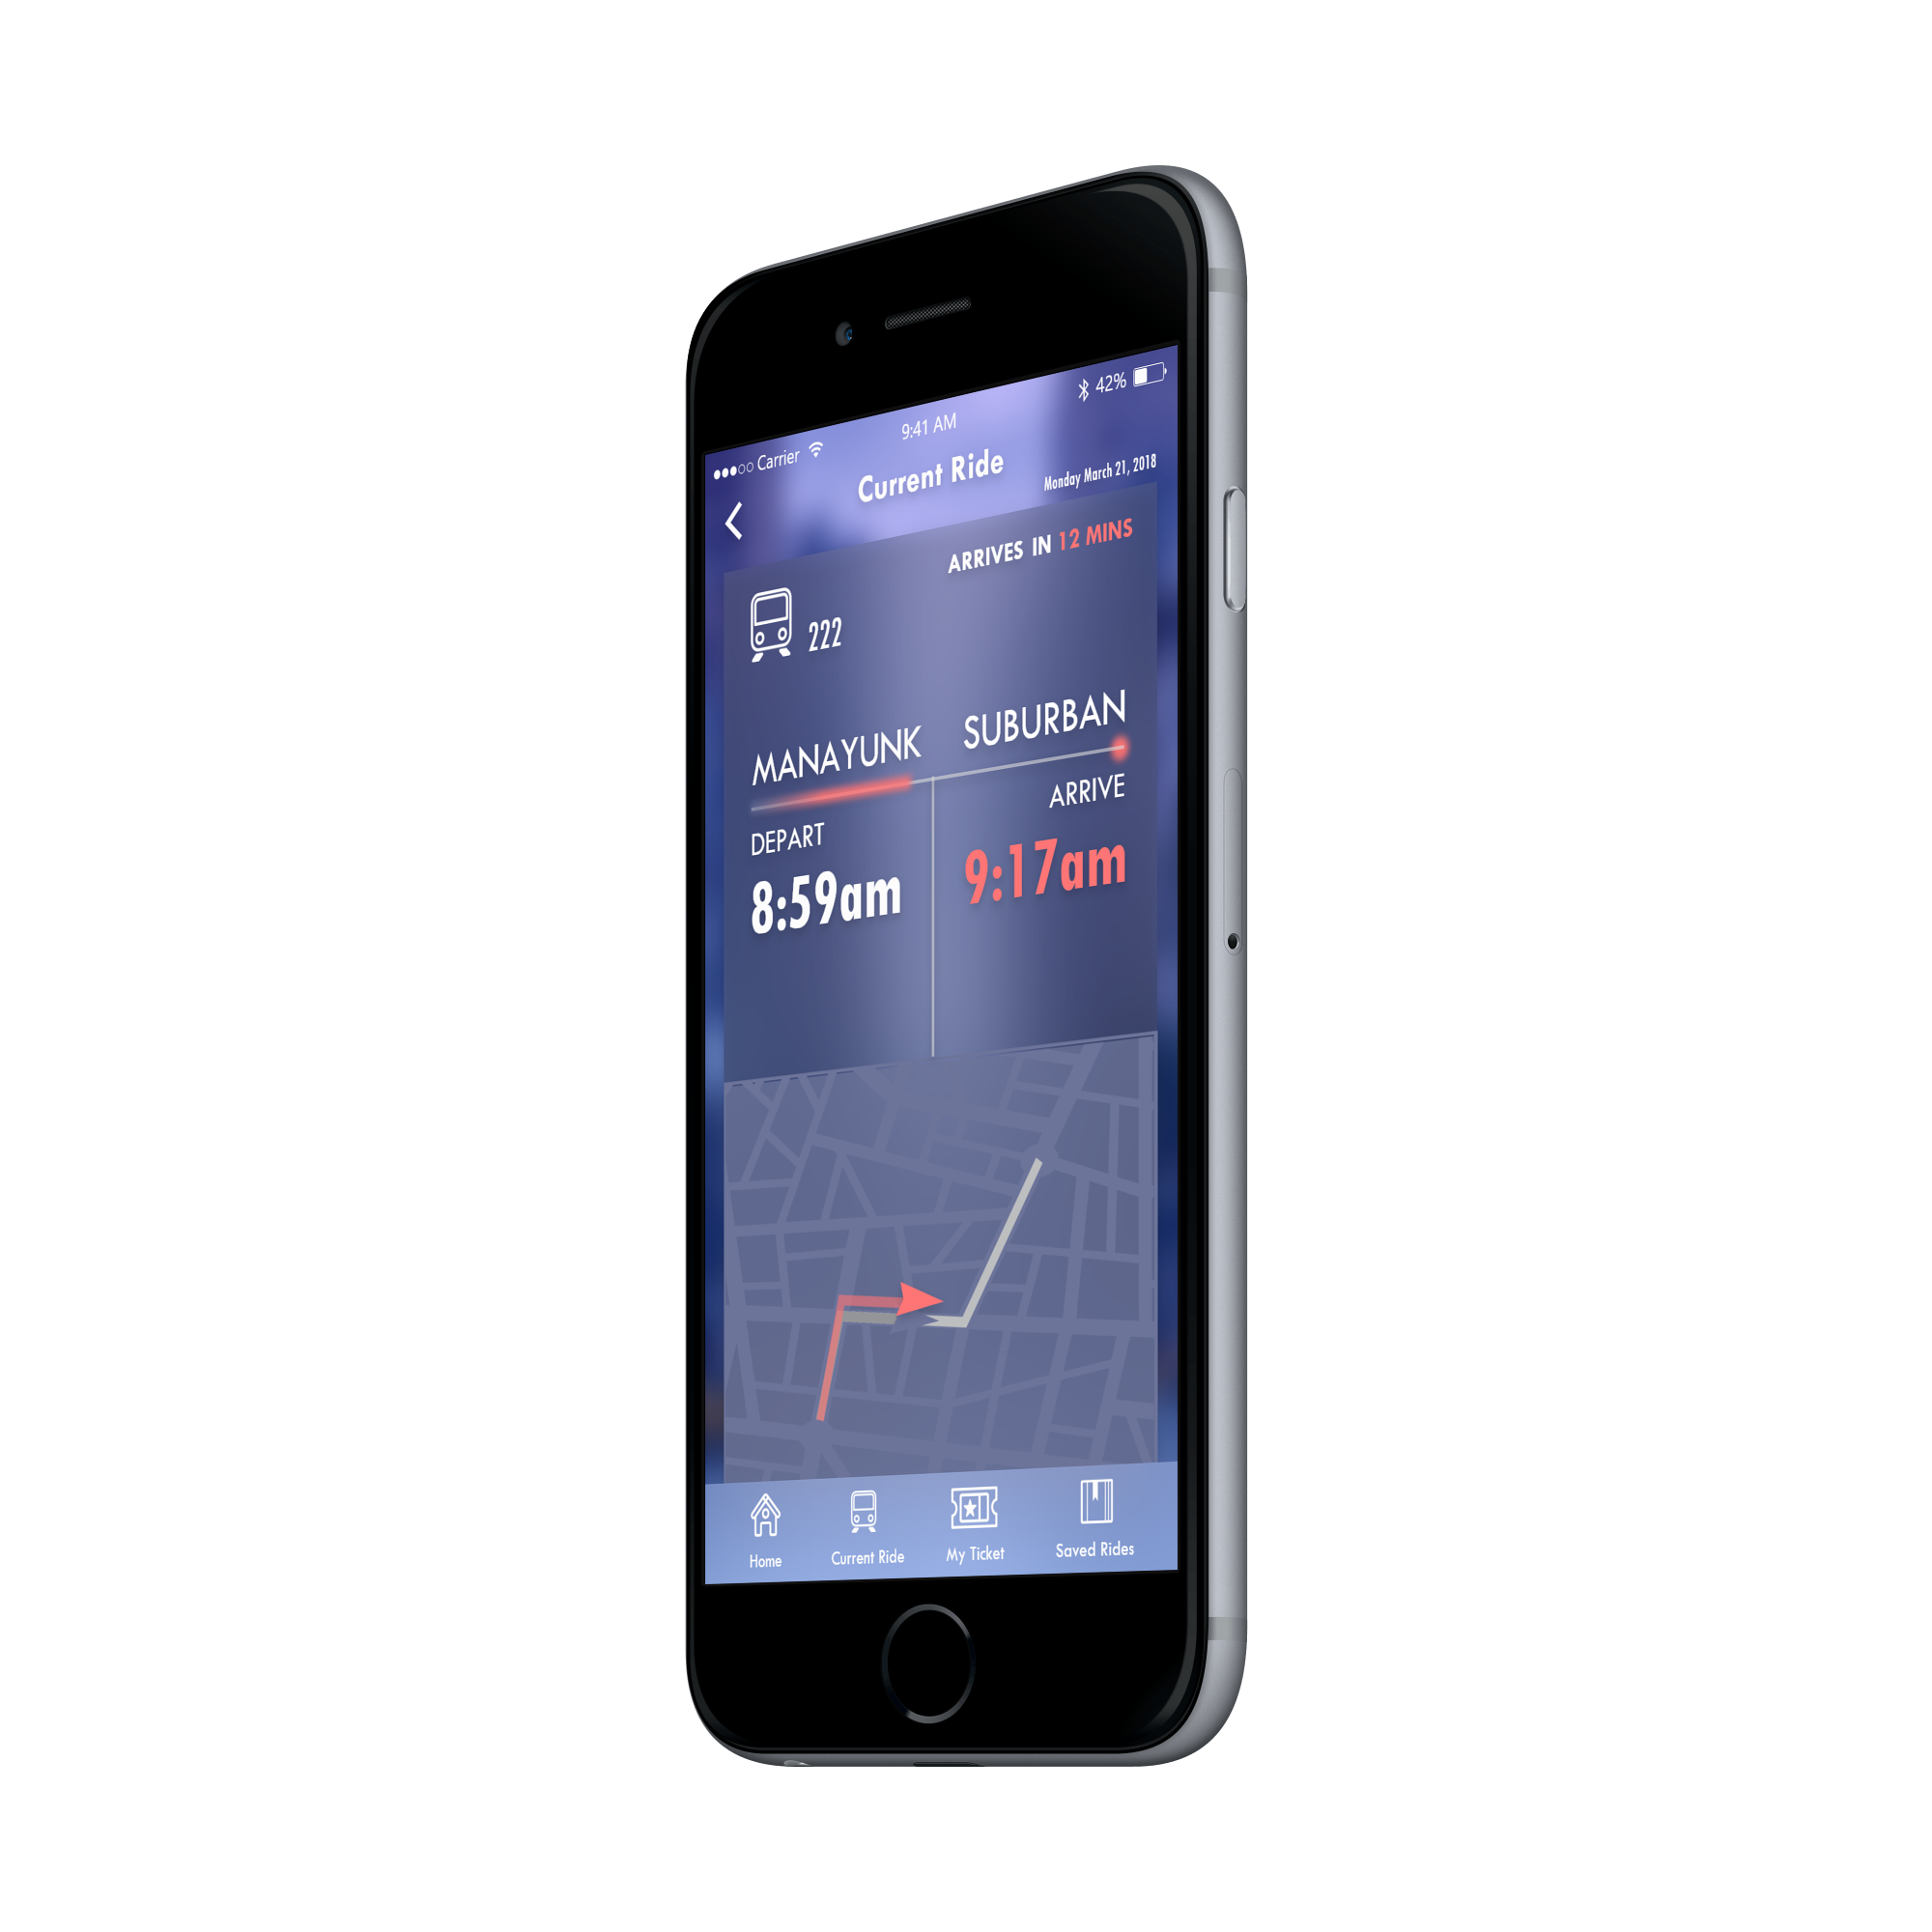 Carrier 9:41 AM 42%
Current Ride
Monday March 21, 2018
ARRIVES IN 12 MINS
222
MANAYUNK SUBURBAN
DEPART ARRIVE
8:59am 9:17am
Home Current Ride My Ticket Saved Rides